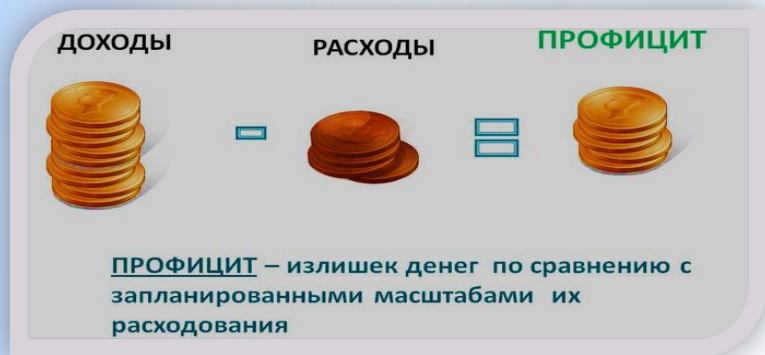 ДОХОДЫ
РАСХОДЫ
ПРОФИЦИТ
- =
ПРОФИЦИТ – излишек денег по сравнению с
запланированными масштабами их
расходования